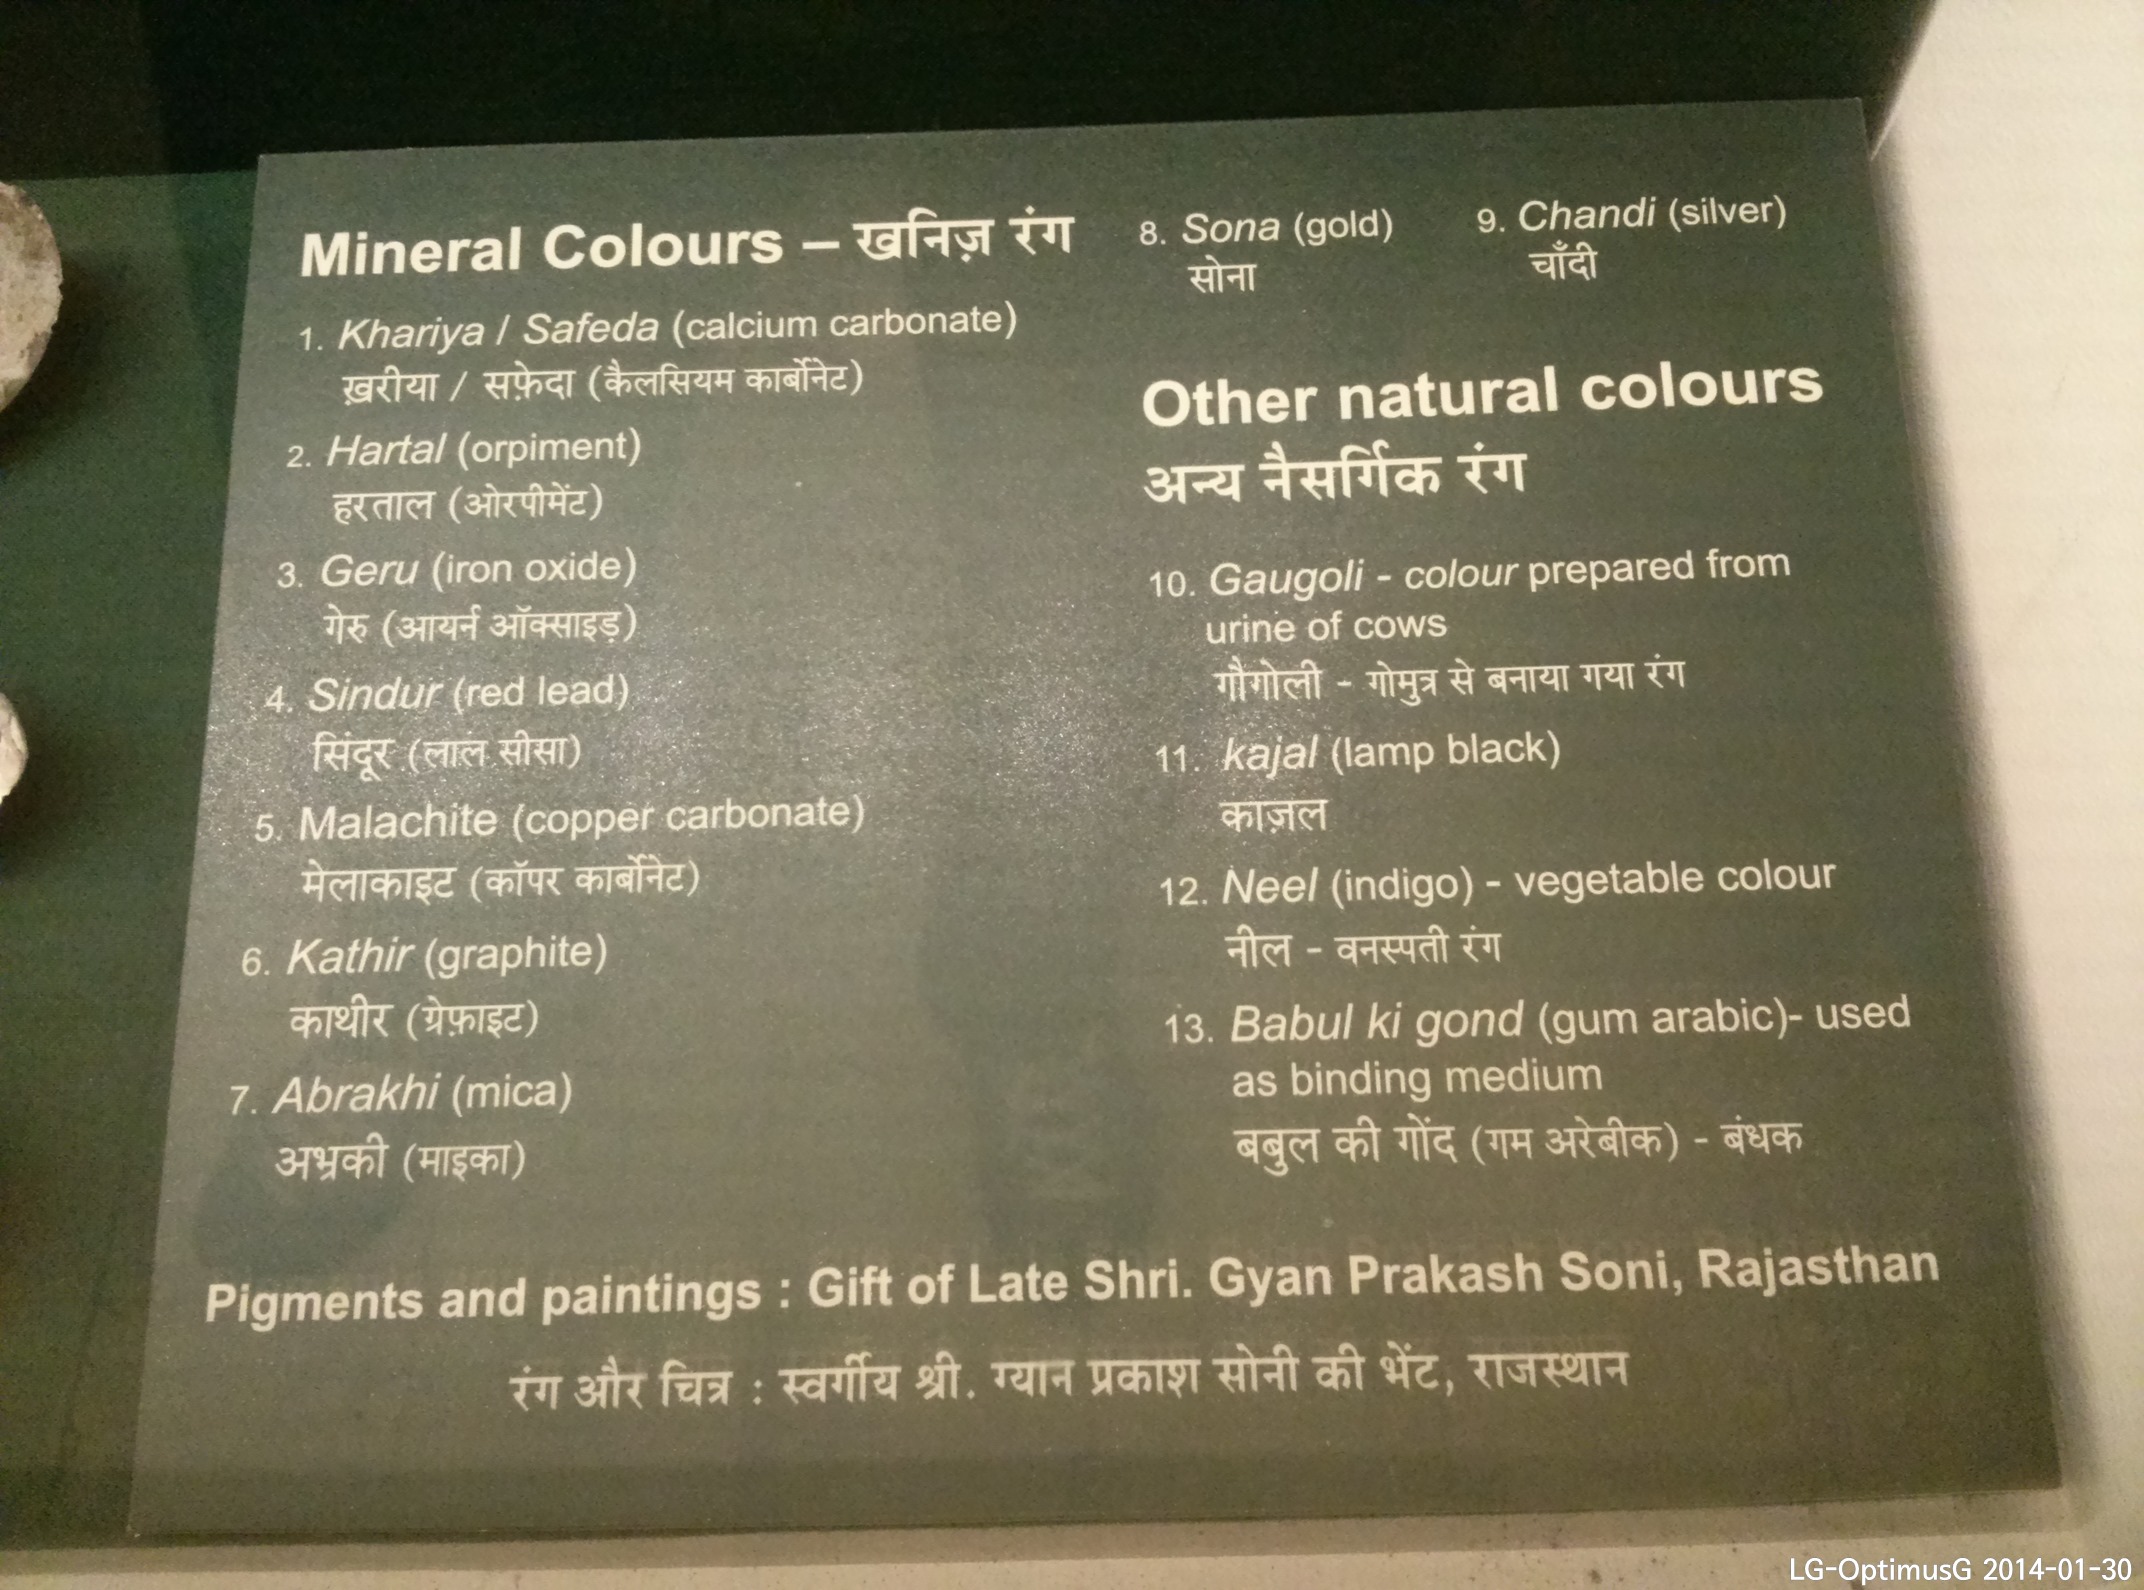 Mineral Colours – खनिज़ रंग
1. Khariya / Safeda (calcium carbonate)
ख़रीया / सफ़ेदा (कैलसियम कार्बोनेट)
2. Hartal (orpiment)
हरताल (ओरपीमेंट)
3. Geru (iron oxide)
गेरु (आयर्न ऑक्साइड़)
4. Sindur (red lead)
सिंदूर (लाल सीसा)
5. Malachite (copper carbonate)
मेलाकाइट (कॉपर कार्बोनेट)
6. Kathir (graphite)
काथीर (ग्रेफ़ाइट)
7. Abrakhi (mica)
अभ्रकी (माइका)
8. Sona (gold)
सोना
9. Chandi (silver)
चाँदी
Other natural colours
अन्य नैसर्गिक रंग
10. Gaugoli - colour prepared from
urine of cows
गौगोली - गोमुत्र से बनाया गया रंग
11. kajal (lamp black)
काज़ल
12. Neel (indigo) - vegetable colour
नील - वनस्पती रंग
13. Babul ki gond (gum arabic)- used
as binding medium
बबुल की गोंद (गम अरेबीक) - बंधक
Pigments and paintings : Gift of Late Shri. Gyan Prakash Soni, Rajasthan
रंग और चित्र : स्वर्गीय श्री. ग्यान प्रकाश सोनी की भेंट, राजस्थान
LG-OptimusG 2014-01-30